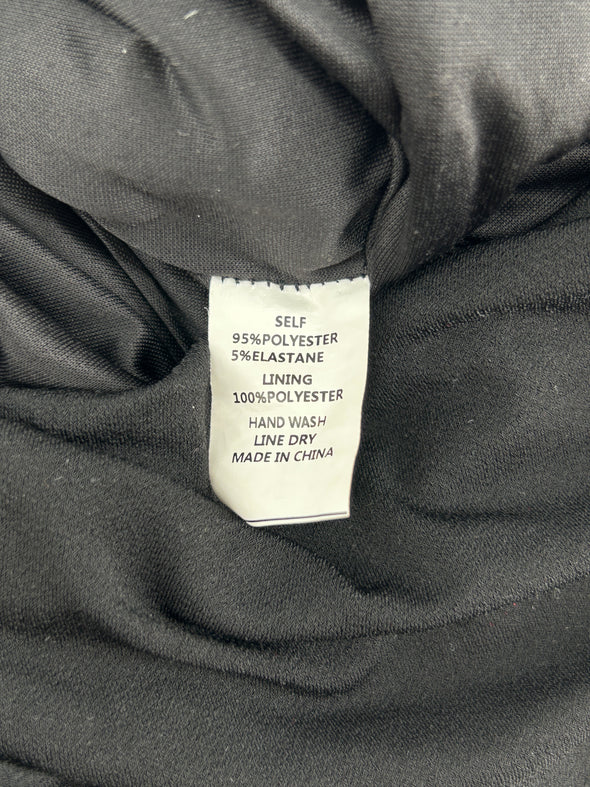 SELF
95%POLYESTER
5%ELASTANE
LINING
100%POLYESTER
HAND WASH
LINE DRY
MADE IN CHINA